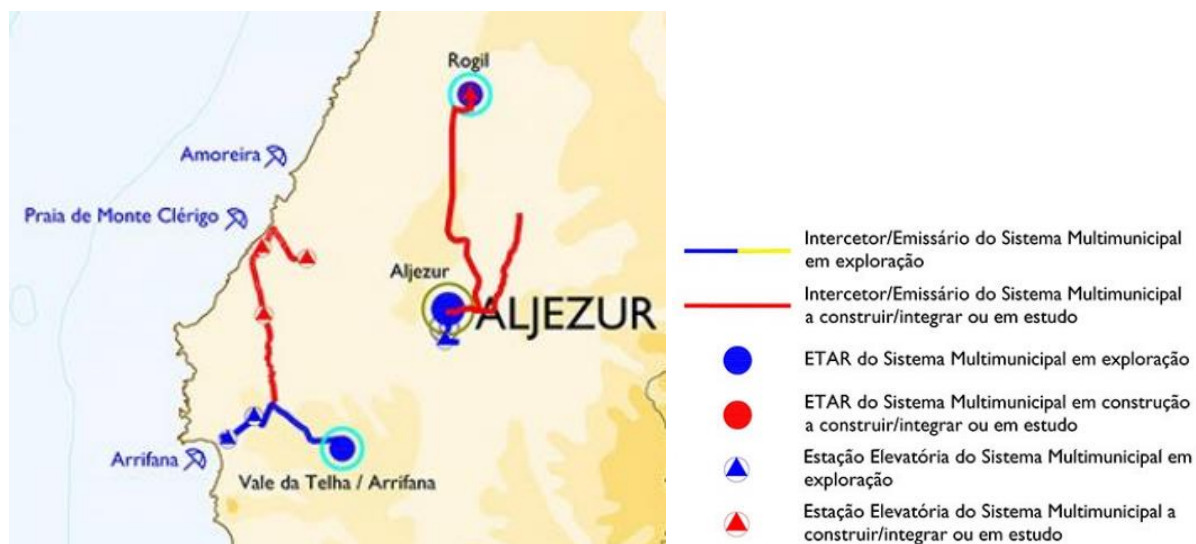 Rogil
Amoreira
Praia de Monte Clérigo
Aljezur
ALJEZUR
Arrifana
Vale da Telha / Arrifana
Intercetor/Emissário do Sistema Multimunicipal
em exploração
Intercetor/Emissário do Sistema Multimunicipal
a construir/integrar ou em estudo
ETAR do Sistema Multimunicipal em exploração
ETAR do Sistema Multimunicipal em construção
a construir/integrar ou em estudo
Estação Elevatória do Sistema Multimunicipal em
exploração
Estação Elevatória do Sistema Multimunicipal a
construir/integrar ou em estudo